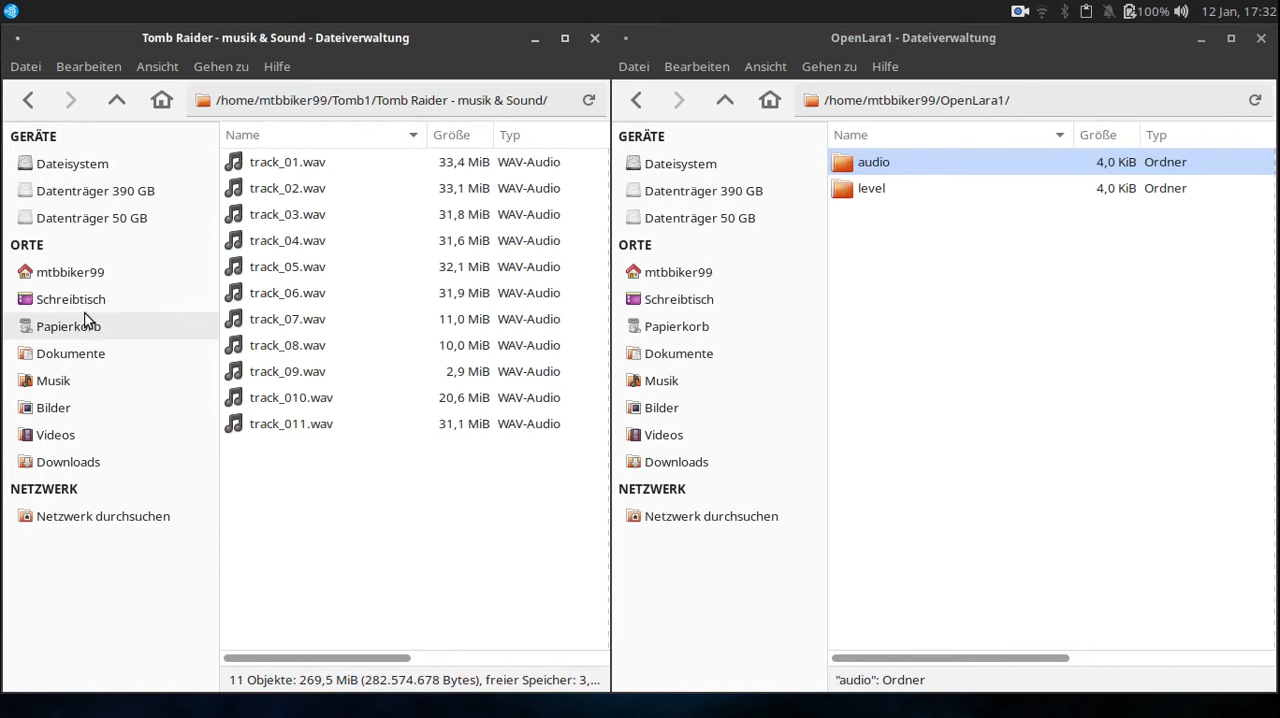 100% 12 Jan, 17:32
Tomb Raider - musik & Sound - Dateiverwaltung
Datei Bearbeiten Ansicht Gehen zu Hilfe
/home/mtbbiker99/Tomb1/Tomb Raider - musik & Sound/
GERÄTE
Dateisystem
Datenträger 390 GB
Datenträger 50 GB
ORTE
mtbbiker99
Schreibtisch
Papierkorb
Dokumente
Musik
Bilder
Videos
Downloads
NETZWERK
Netzwerk durchsuchen
Name Größe Typ
track_01.wav 33,4 MiB WAV-Audio
track_02.wav 33,1 MiB WAV-Audio
track_03.wav 31,8 MiB WAV-Audio
track_04.wav 31,6 MiB WAV-Audio
track_05.wav 32,1 MiB WAV-Audio
track_06.wav 31,9 MiB WAV-Audio
track_07.wav 11,0 MiB WAV-Audio
track_08.wav 10,0 MiB WAV-Audio
track_09.wav 2,9 MiB WAV-Audio
track_010.wav 20,6 MiB WAV-Audio
track_011.wav 31,1 MiB WAV-Audio
11 Objekte: 269,5 MiB (282.574.678 Bytes), freier Speicher: 3,...
OpenLara1 - Dateiverwaltung
Datei Bearbeiten Ansicht Gehen zu Hilfe
/home/mtbbiker99/OpenLara1/
GERÄTE
Dateisystem
Datenträger 390 GB
Datenträger 50 GB
ORTE
mtbbiker99
Schreibtisch
Papierkorb
Dokumente
Musik
Bilder
Videos
Downloads
NETZWERK
Netzwerk durchsuchen
Name Größe Typ
audio 4,0 KiB Ordner
level 4,0 KiB Ordner
"audio": Ordner